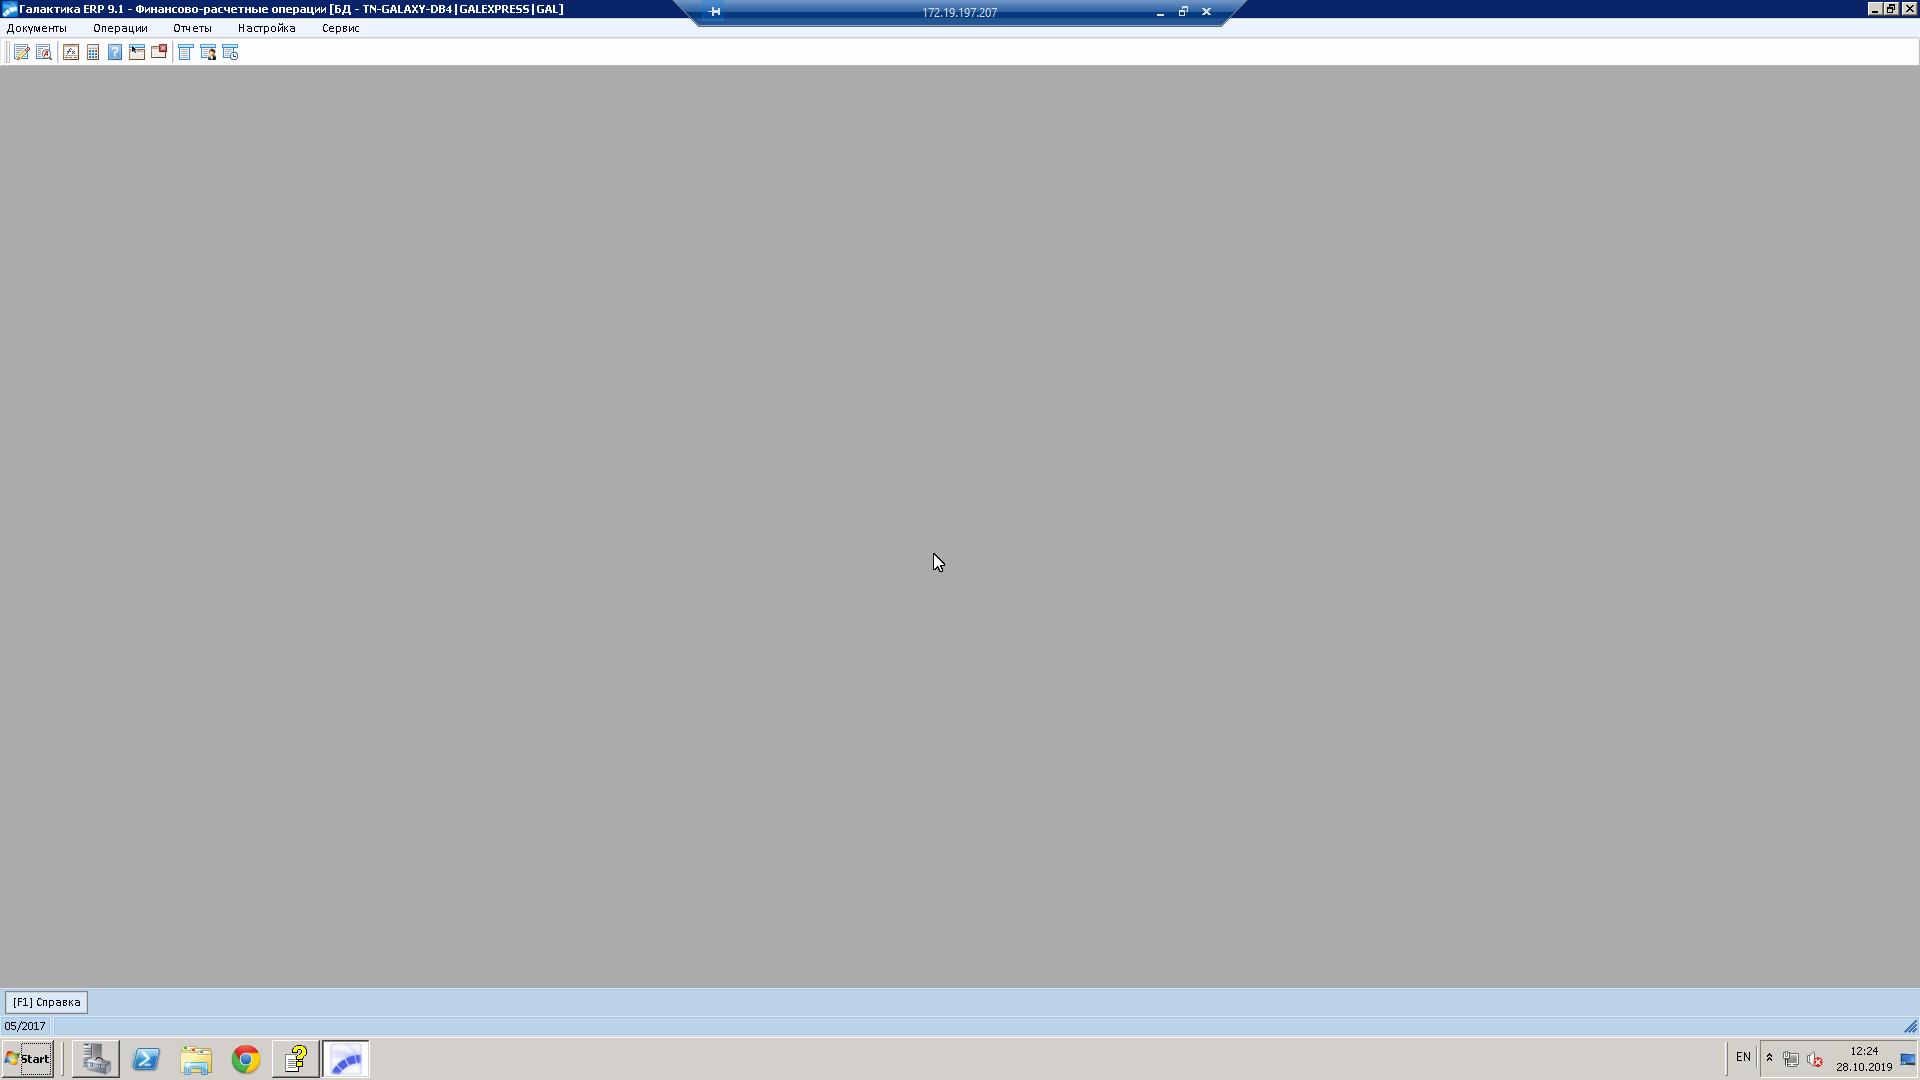 Галактика ERP 9.1 - Финансово-расчетные операции [БД - TN-GALAXY-DB4|GALEXPRESS|GAL]
172.19.197.207
Документы Операции Отчеты Настройка Сервис
[F1] Справка
05/2017
Start
EN
12:24
28.10.2019